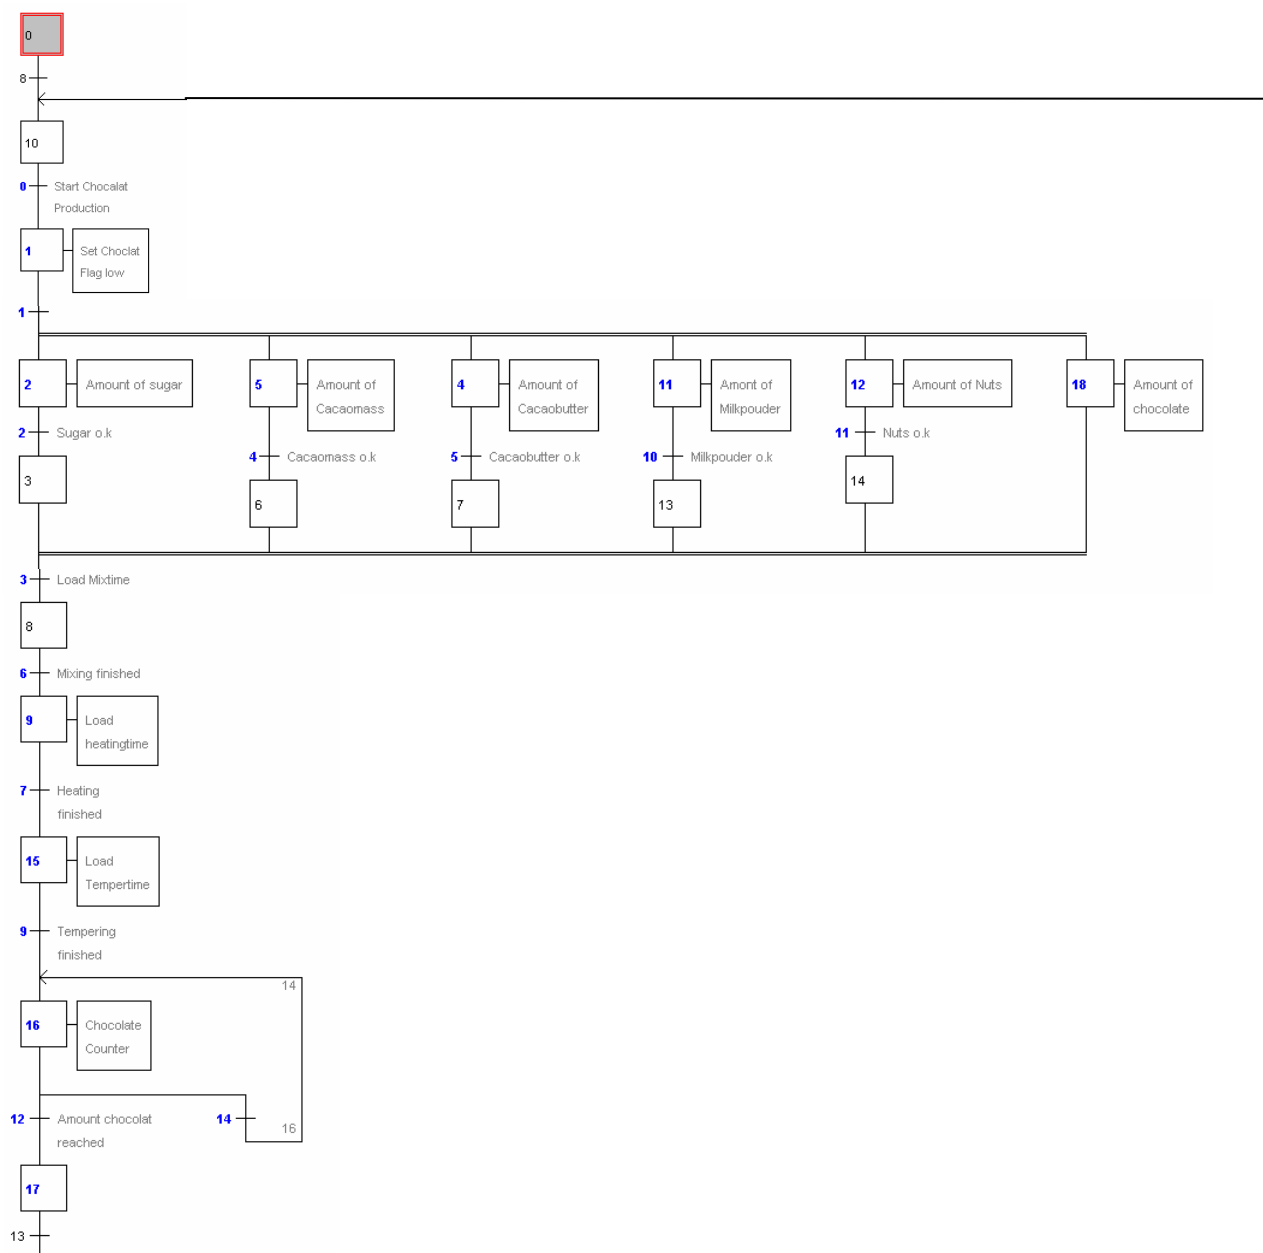 0
8
10
0 Start Chocalat
Production
1 Set Choclat
Flag low
1
2 Amount of sugar
5 Amount of
Cacaomass
4 Amount of
Cacaobutter
11 Amont of
Milkpouder
12 Amount of Nuts
18 Amount of
chocolate
2 Sugar o.k
4 Cacaomass o.k
5 Cacaobutter o.k
10 Milkpouder o.k
11 Nuts o.k
3
6
7
13
14
3 Load Mixtime
8
6 Mixing finished
9 Load
heatingtime
7 Heating
finished
15 Load
Tempertime
9 Tempering
finished
14
16 Chocolate
Counter
12 Amount chocolat
reached
14
16
17
13